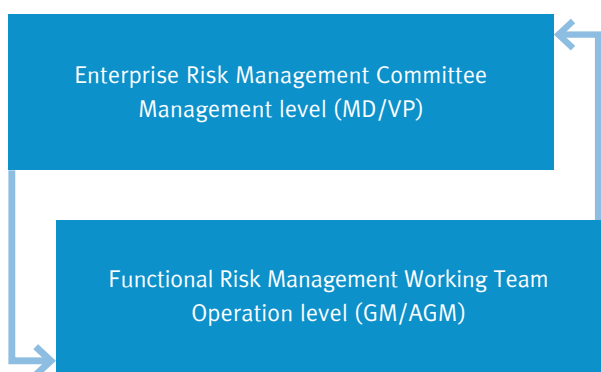 Enterprise Risk Management Committee
Management level (MD/VP)
Functional Risk Management Working Team
Operation level (GM/AGM)